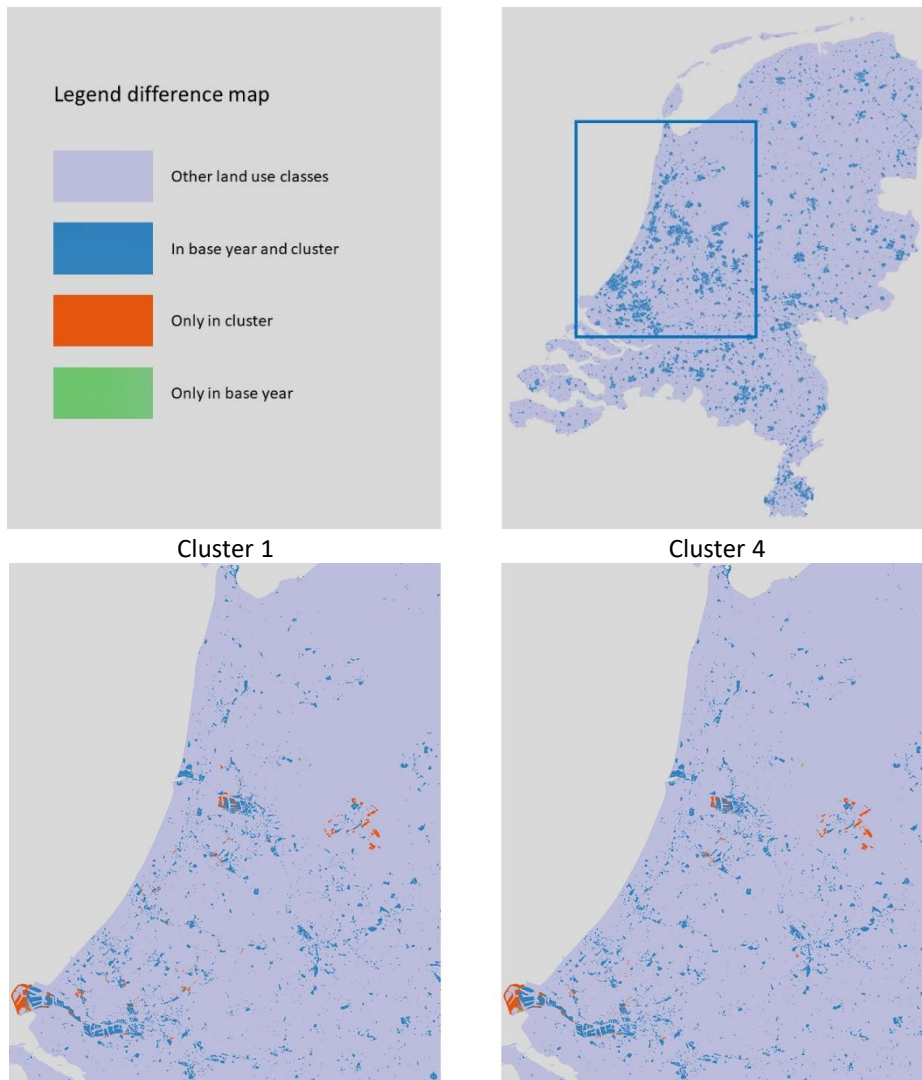 Legend difference map
Other land use classes
In base year and cluster
Only in cluster
Only in base year
Cluster 1
Cluster 4